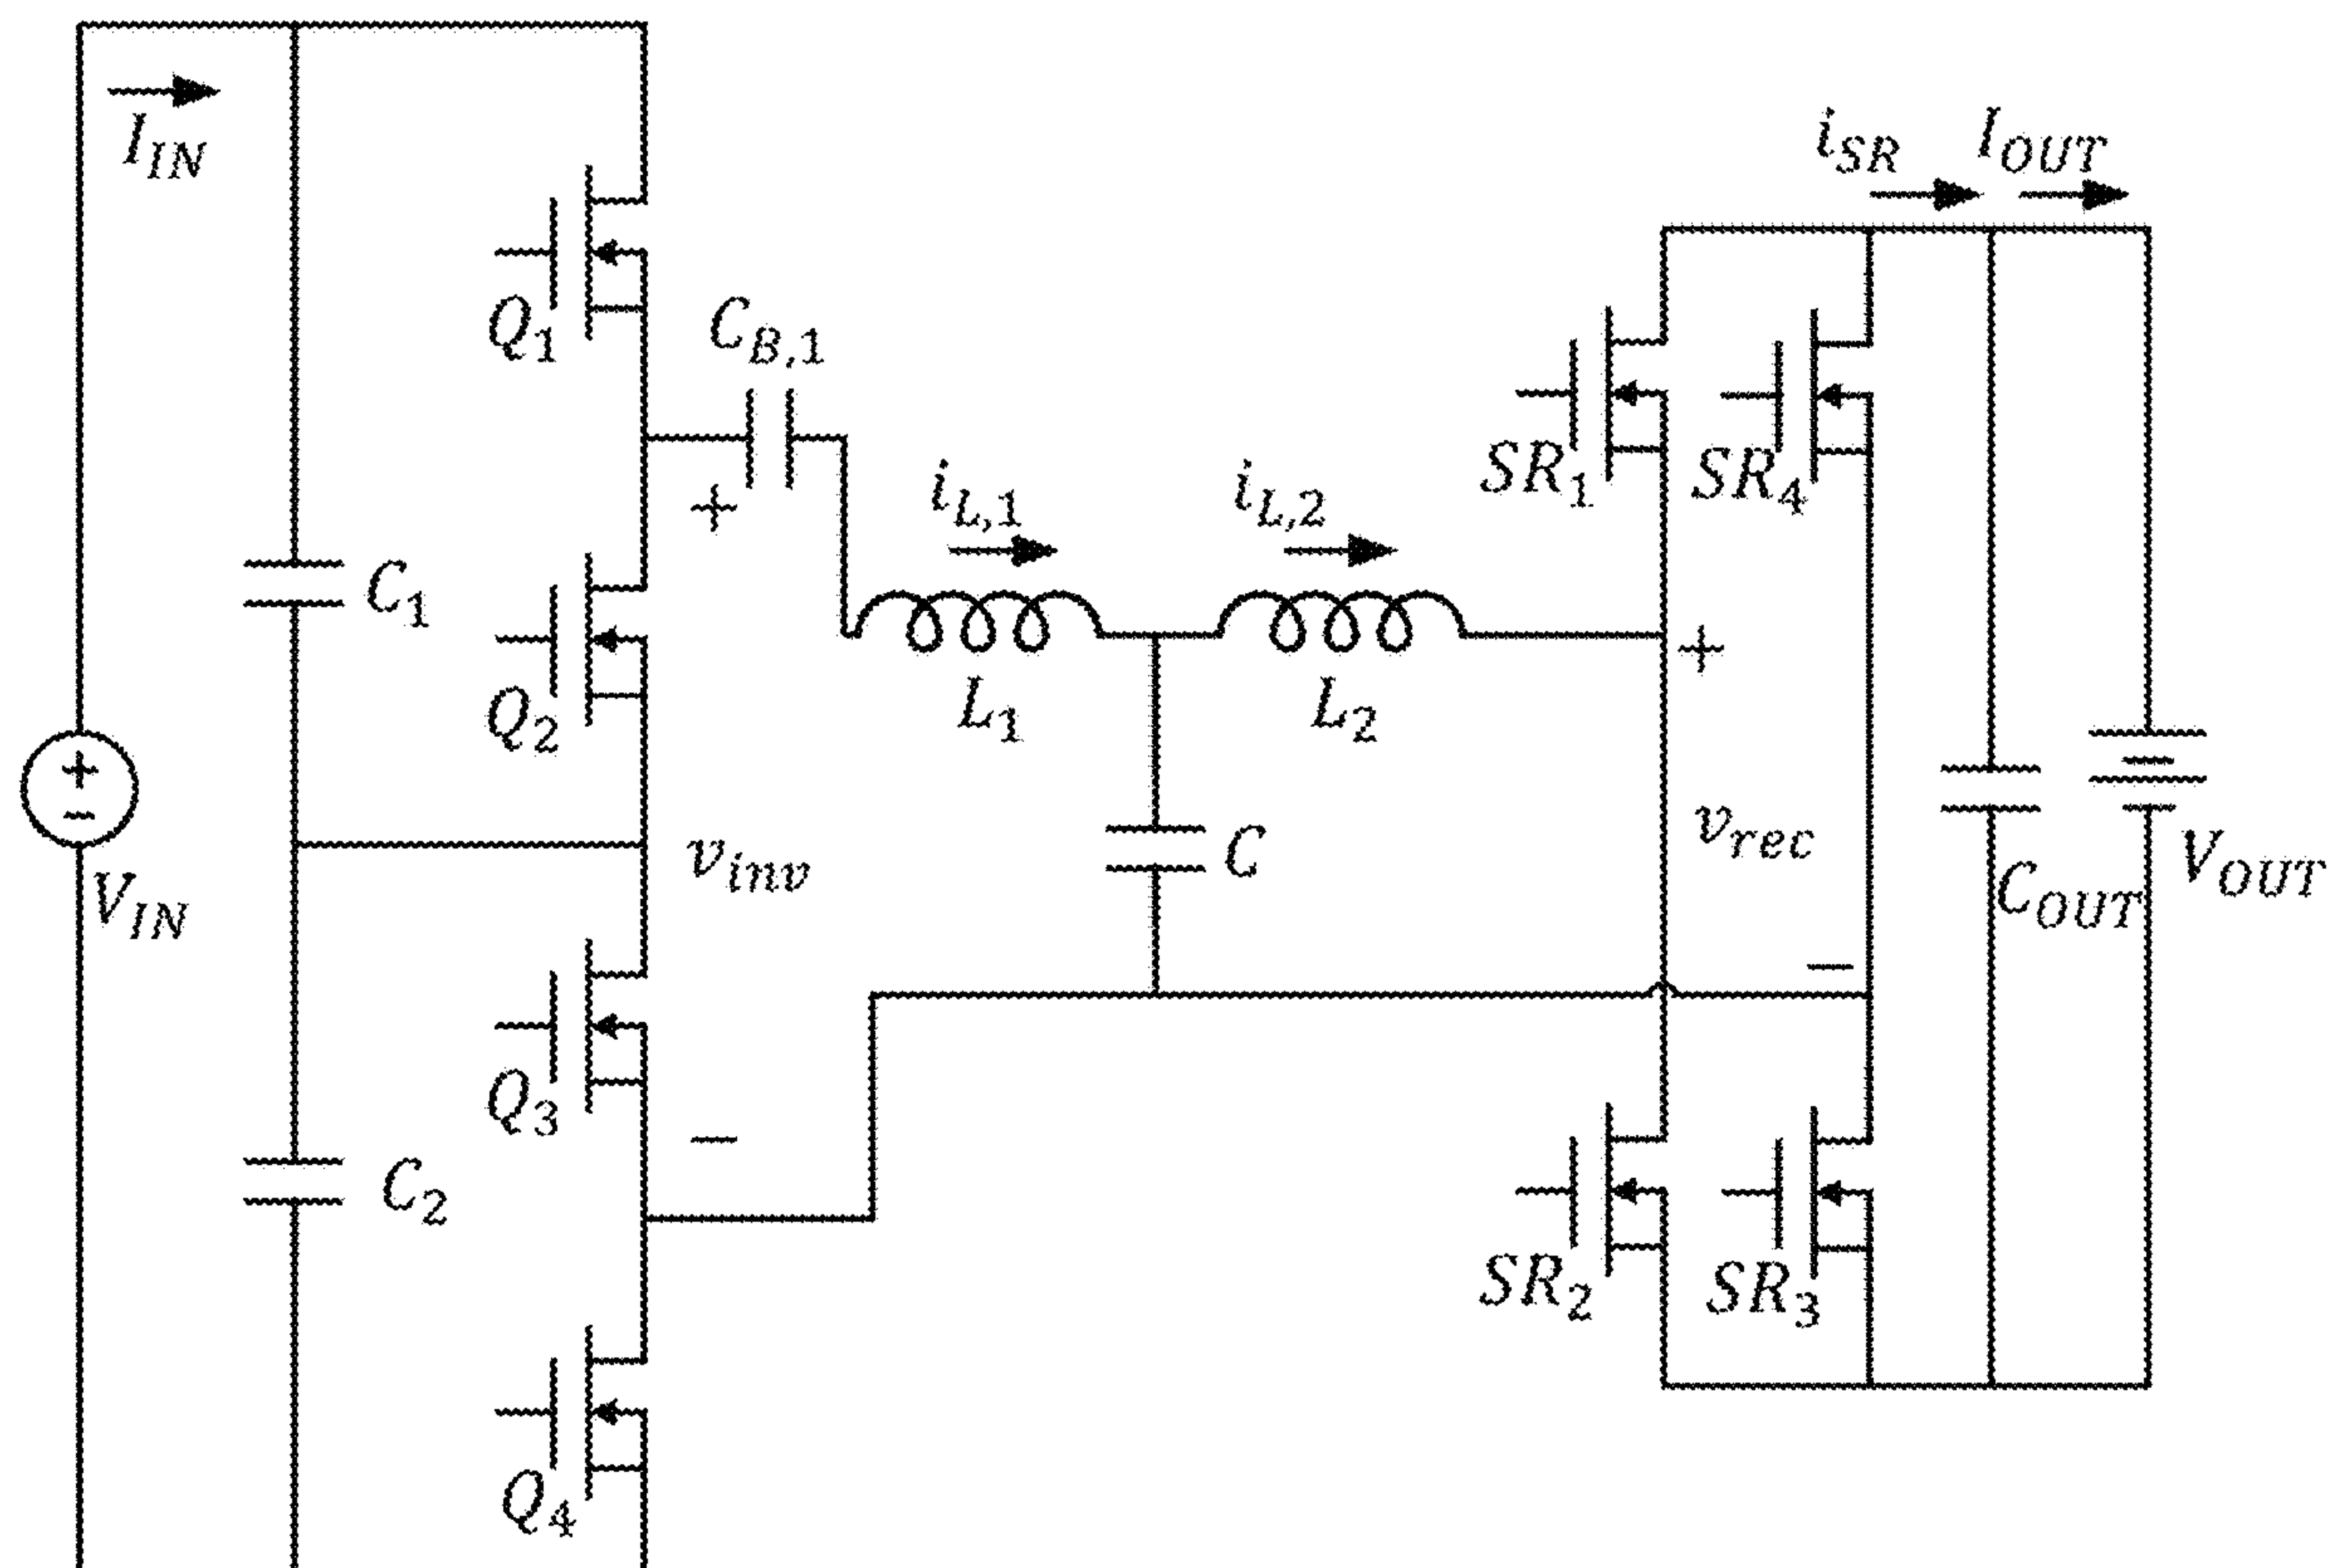 I_IN
i_SR
I_OUT
Q_1
C_B,1
+
i_L,1
i_L,2
SR_1
SR_4
C_1
Q_2
L_1
L_2
+
+
−
V_IN
v_inv
C
v_rec
C_OUT
V_OUT
−
Q_3
−
C_2
SR_2
SR_3
Q_4